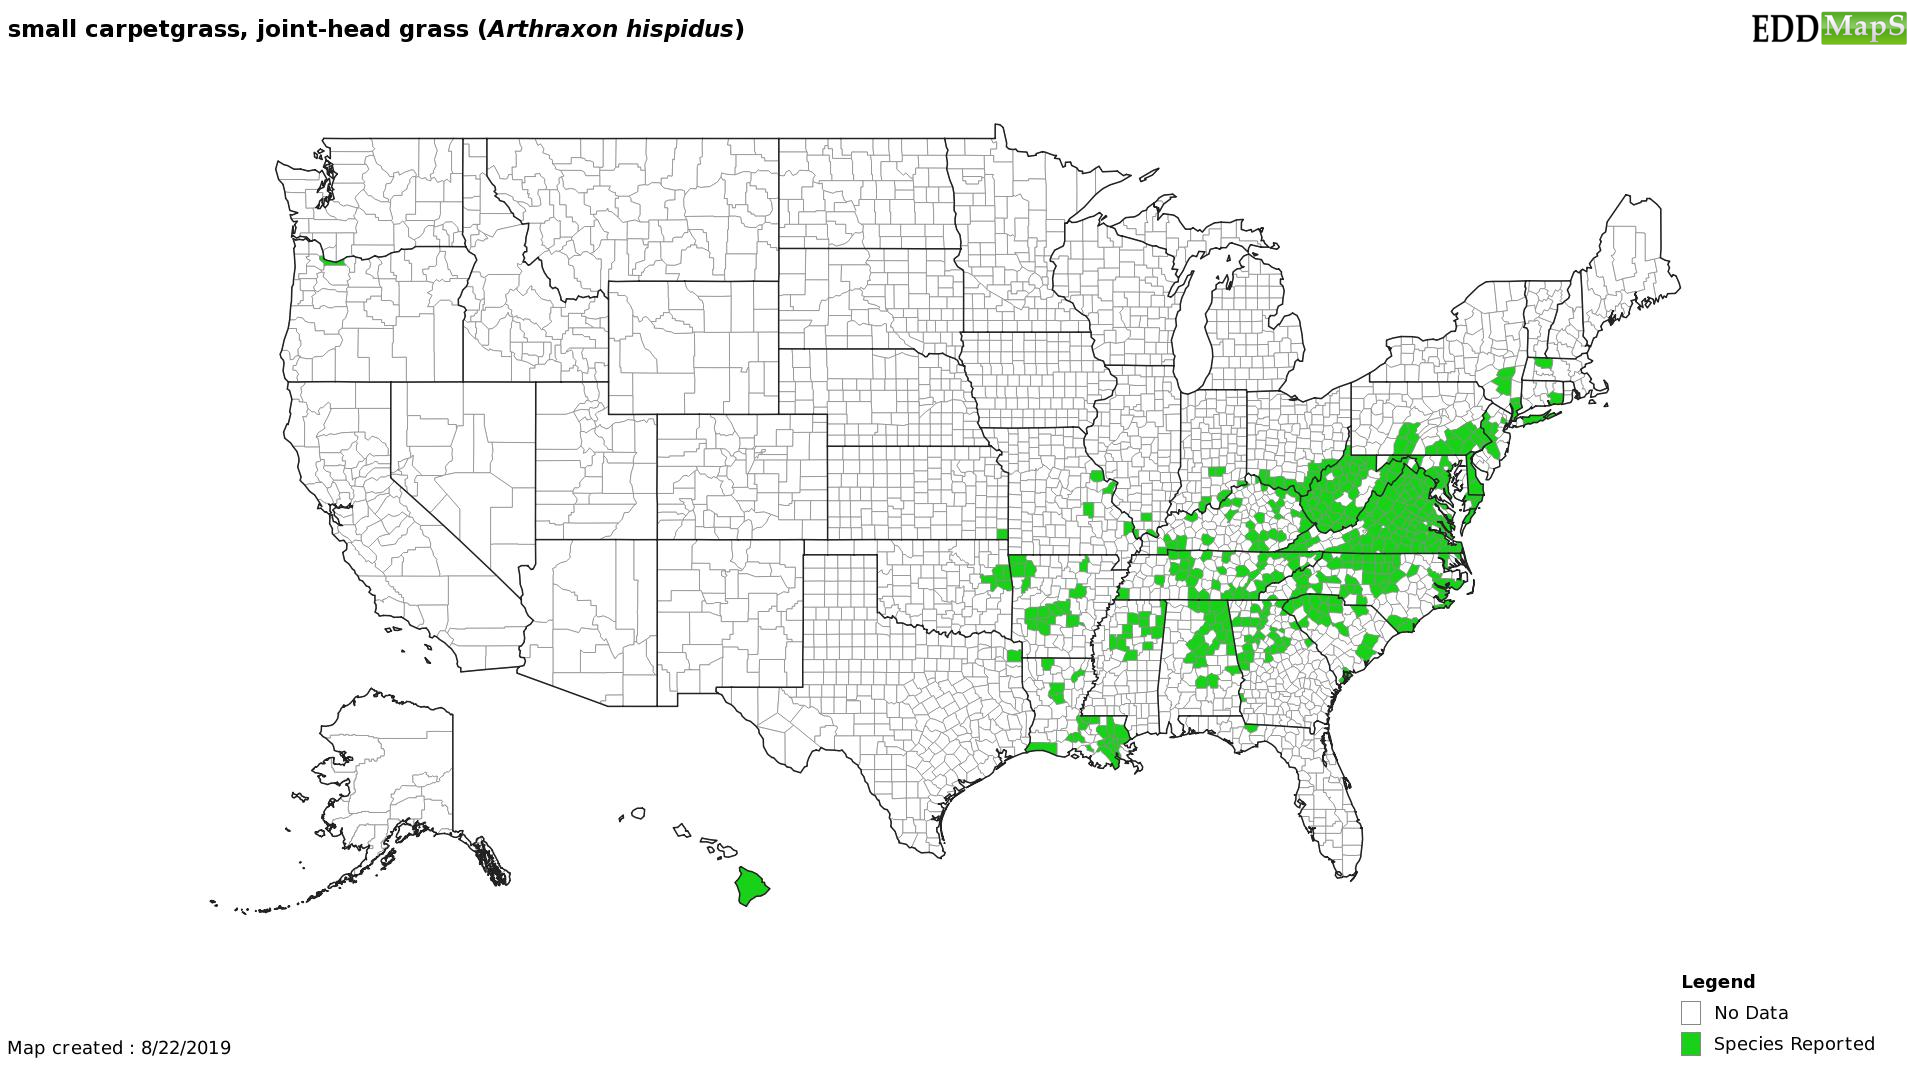 small carpetgrass, joint-head grass (Arthraxon hispidus)
EDDMapS
Legend
No Data
Species Reported
Map created : 8/22/2019